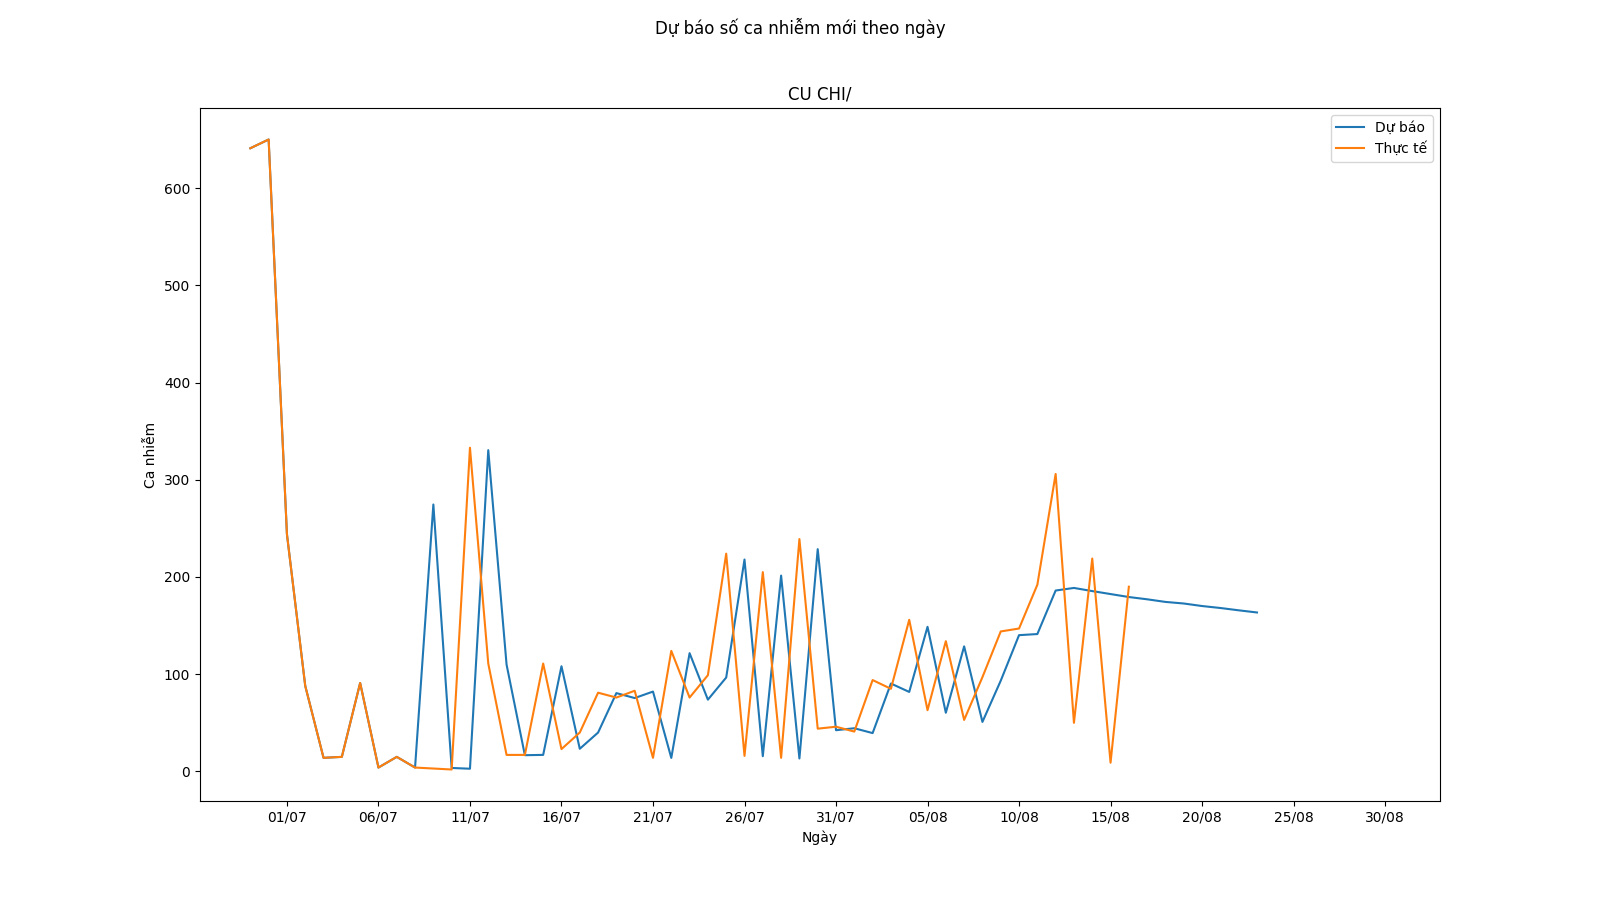 Dự báo số ca nhiễm mới theo ngày
CU CHI/
Dự báo
Thực tế
600
500
400
300
200
100
0
Ca nhiễm
01/07 06/07 11/07 16/07 21/07 26/07 31/07 05/08 10/08 15/08 20/08 25/08 30/08
Ngày